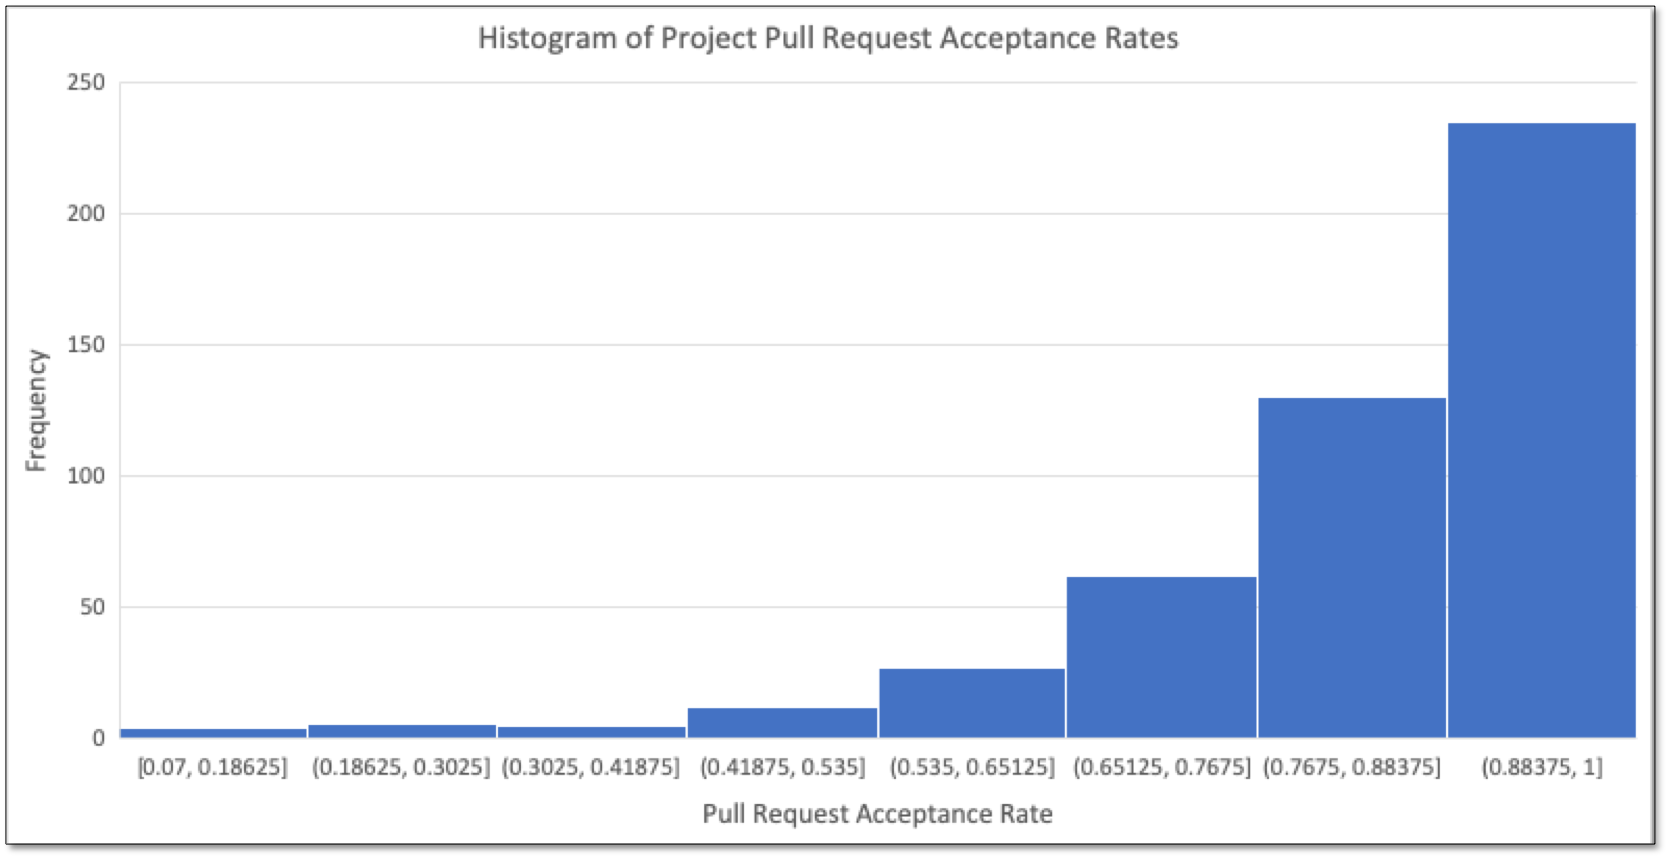 Histogram of Project Pull Request Acceptance Rates
250
200
150
100
50
0
Frequency
[0.07, 0.18625] (0.18625, 0.3025] (0.3025, 0.41875] (0.41875, 0.535] (0.535, 0.65125] (0.65125, 0.7675] (0.7675, 0.88375] (0.88375, 1]
Pull Request Acceptance Rate